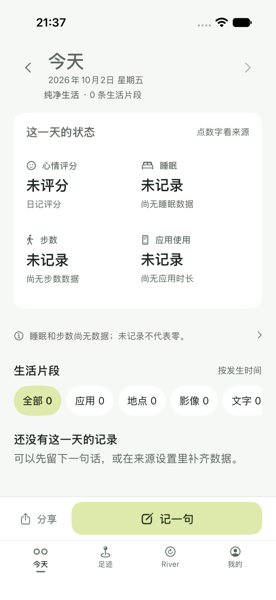 21:37
今天
2026年10月2日 星期五
纯净生活 · 0 条生活片段
这一天的状态 点数字看来源
心情评分 睡眠
未评分 未记录
日记评分 尚无睡眠数据
步数 应用使用
未记录 未记录
尚无步数数据 尚无应用时长
睡眠和步数尚无数据；未记录不代表零。
生活片段 按发生时间
全部 0 应用 0 地点 0 影像 0 文字 0
还没有这一天的记录
可以先留下一句话，或在来源设置里补齐数据。
分享 记一句
今天 足迹 River 我的